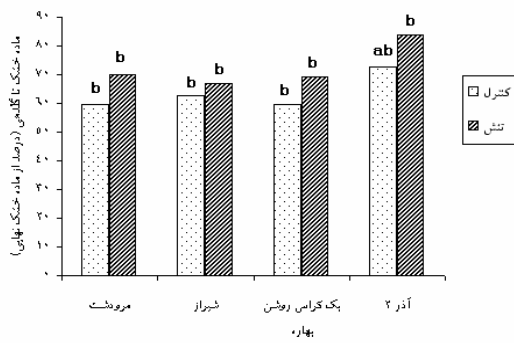 ماده خشک تا گلدهی (درصد از ماده خشک نهایی)
۹۰
۸۰
۷۰
۶۰
۵۰
۴۰
۳۰
۲۰
۱۰
۰
b
b
b
b
b
b
ab
b
کنترل
تنش
مرودشت
شیراز
بک کراس روشن
بهاره
آذر ۲